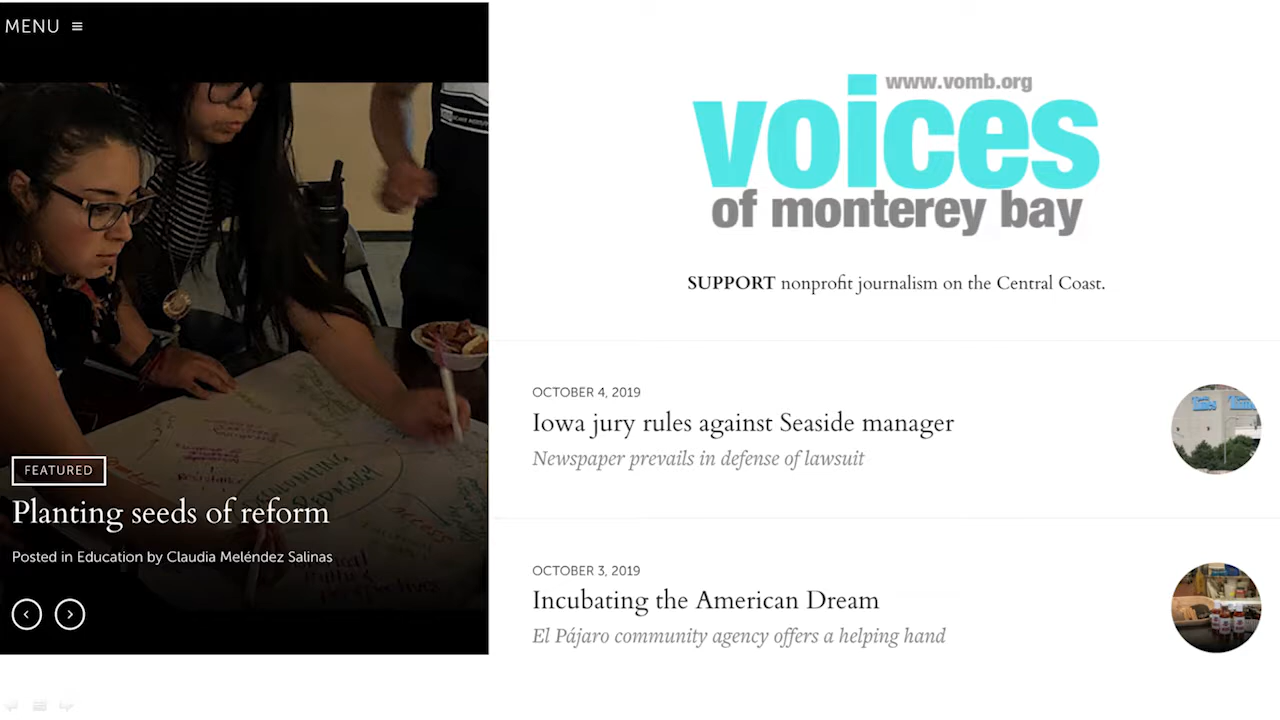 MENU
FEATURED
Planting seeds of reform
Posted in Education by Claudia Meléndez Salinas
www.vomb.org
voices
of monterey bay
SUPPORT nonprofit journalism on the Central Coast.
OCTOBER 4, 2019
Iowa jury rules against Seaside manager
Newspaper prevails in defense of lawsuit
OCTOBER 3, 2019
Incubating the American Dream
El Pájaro community agency offers a helping hand